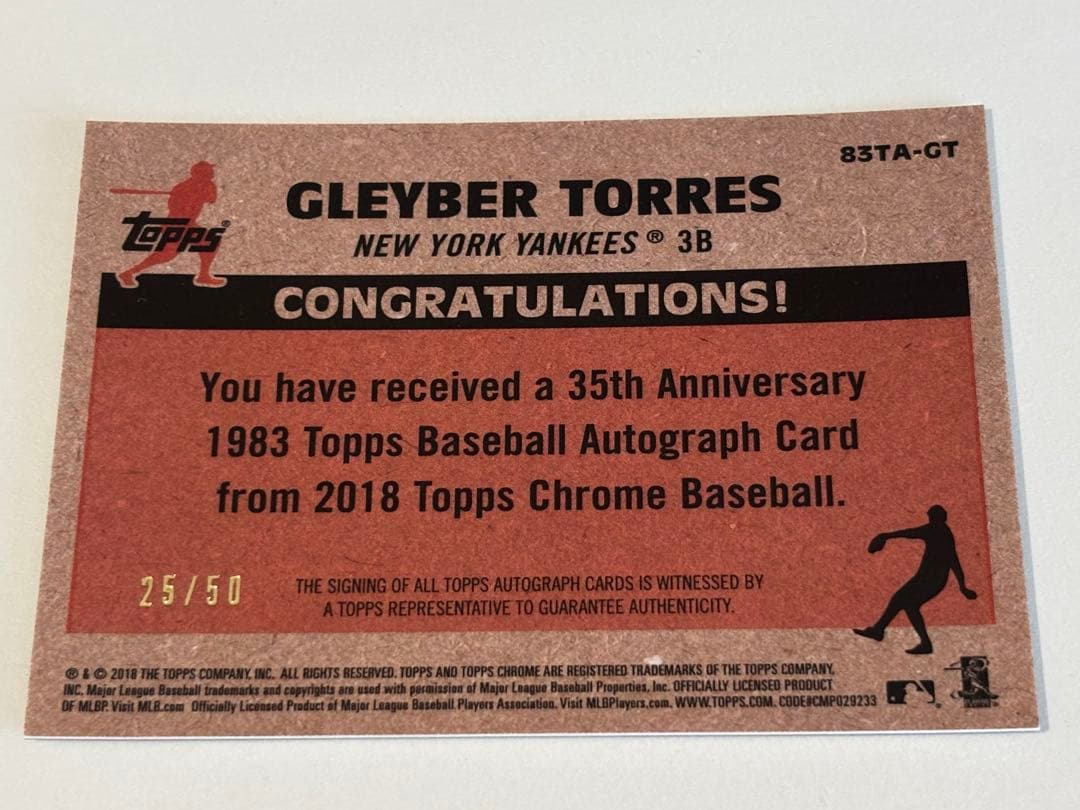 83TA-GT
Topps®
GLEYBER TORRES
NEW YORK YANKEES® 3B
CONGRATULATIONS!
You have received a 35th Anniversary
1983 Topps Baseball Autograph Card
from 2018 Topps Chrome Baseball.
25/50
THE SIGNING OF ALL TOPPS AUTOGRAPH CARDS IS WITNESSED BY
A TOPPS REPRESENTATIVE TO GUARANTEE AUTHENTICITY.
® & © 2018 THE TOPPS COMPANY, INC. ALL RIGHTS RESERVED. TOPPS AND TOPPS CHROME ARE REGISTERED TRADEMARKS OF THE TOPPS COMPANY,
INC. Major League Baseball trademarks and copyrights are used with permission of Major League Baseball Properties, Inc. OFFICIALLY LICENSED PRODUCT
OF MLBP. Visit MLB.com Officially Licensed Product of Major League Baseball Players Association. Visit MLBPlayers.com. WWW.TOPPS.COM. CODE#CMP029233